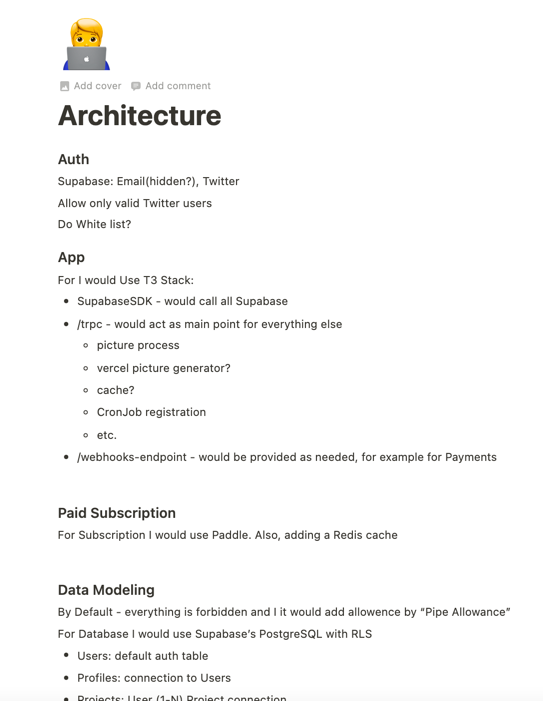 Add cover Add comment
Architecture
Auth
Supabase: Email(hidden?), Twitter
Allow only valid Twitter users
Do White list?
App
For I would Use T3 Stack:
• SupabaseSDK - would call all Supabase
• /trpc - would act as main point for everything else
◦ picture process
◦ vercel picture generator?
◦ cache?
◦ CronJob registration
◦ etc.
• /webhooks-endpoint - would be provided as needed, for example for Payments
Paid Subscription
For Subscription I would use Paddle. Also, adding a Redis cache
Data Modeling
By Default - everything is forbidden and I it would add allowence by “Pipe Allowance”
For Database I would use Supabase’s PostgreSQL with RLS
• Users: default auth table
• Profiles: connection to Users
• Projects: User (1-N) Project connection